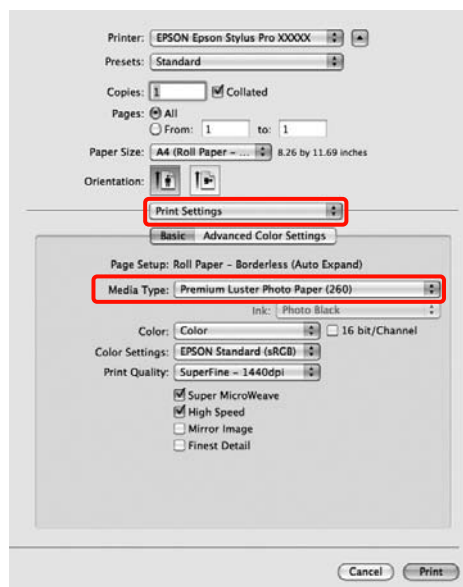 Printer: EPSON Epson Stylus Pro XXXXX
Presets: Standard
Copies: 1 Collated
Pages: All
From: 1 to: 1
Paper Size: A4 (Roll Paper - ... 8.26 by 11.69 inches
Orientation:
Print Settings
Basic Advanced Color Settings
Page Setup: Roll Paper - Borderless (Auto Expand)
Media Type: Premium Luster Photo Paper (260)
Ink: Photo Black
Color: Color 16 bit/Channel
Color Settings: EPSON Standard (sRGB)
Print Quality: SuperFine - 1440dpi
Super MicroWeave
High Speed
Mirror Image
Finest Detail
Cancel Print